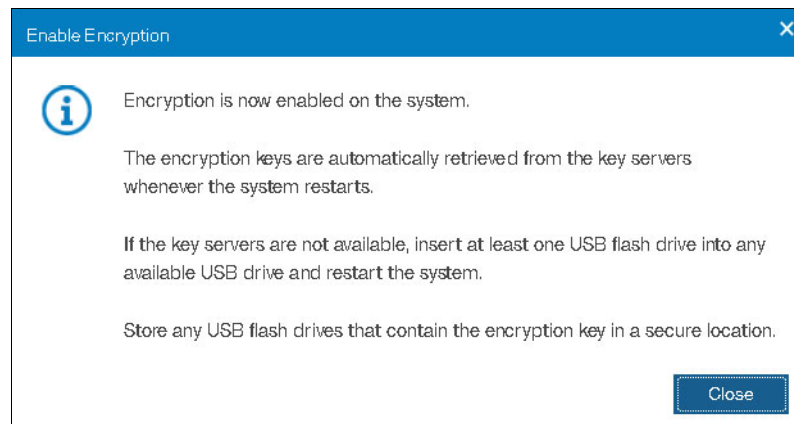 Enable Encryption
Encryption is now enabled on the system.
The encryption keys are automatically retrieved from the key servers
whenever the system restarts.
If the key servers are not available, insert at least one USB flash drive into any
available USB drive and restart the system.
Store any USB flash drives that contain the encryption key in a secure location.
Close